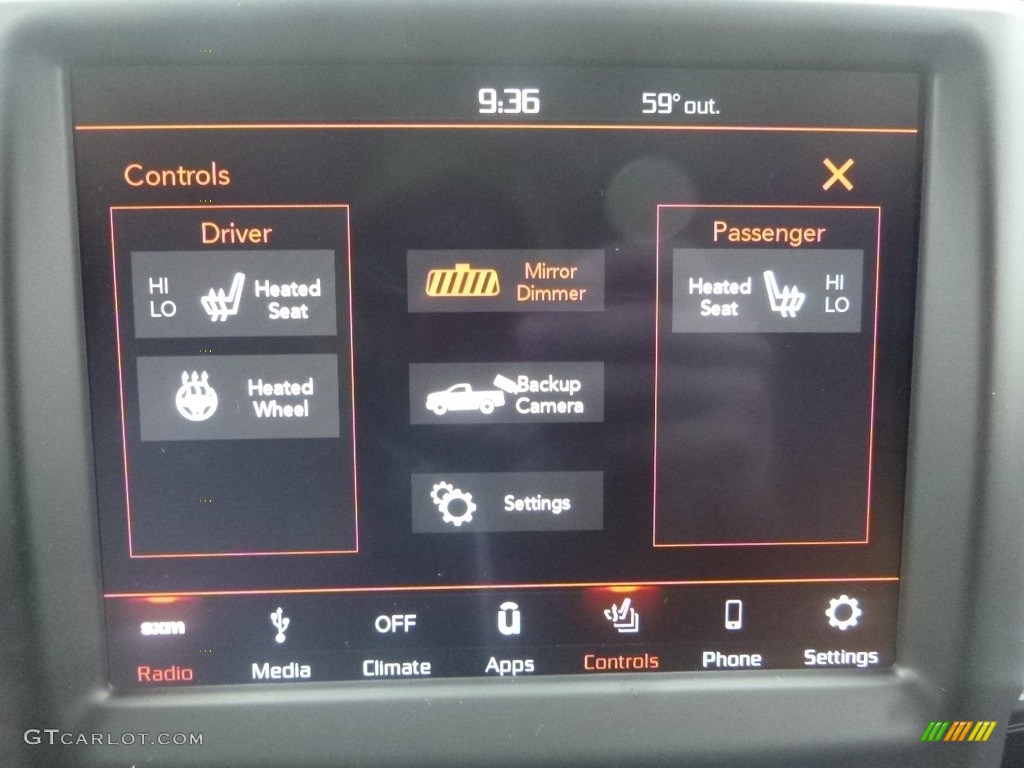 9:36 59° out.
Controls
Driver
HI
LO
Heated
Seat
Heated
Wheel
Mirror
Dimmer
Backup
Camera
Settings
Passenger
Heated
Seat
HI
LO
sxm
OFF
Radio Media Climate Apps Controls Phone Settings
GTCARLOT.COM